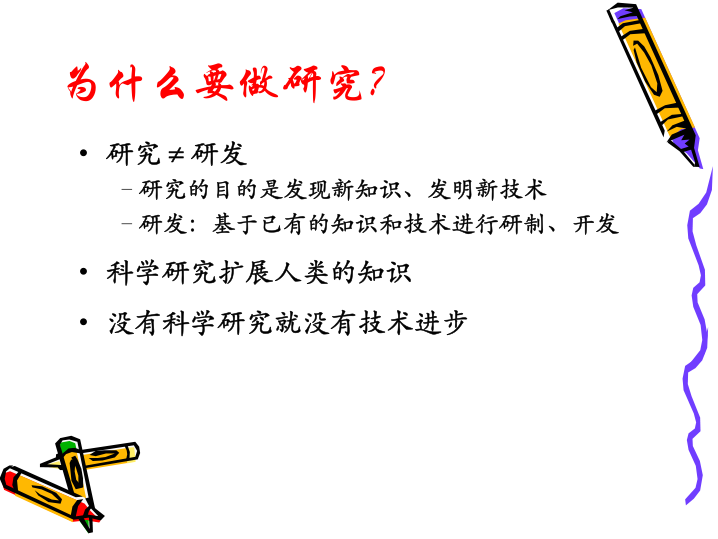 为什么要做研究?
• 研究≠研发
– 研究的目的是发现新知识、发明新技术
– 研发：基于已有的知识和技术进行研制、开发
• 科学研究扩展人类的知识
• 没有科学研究就没有技术进步